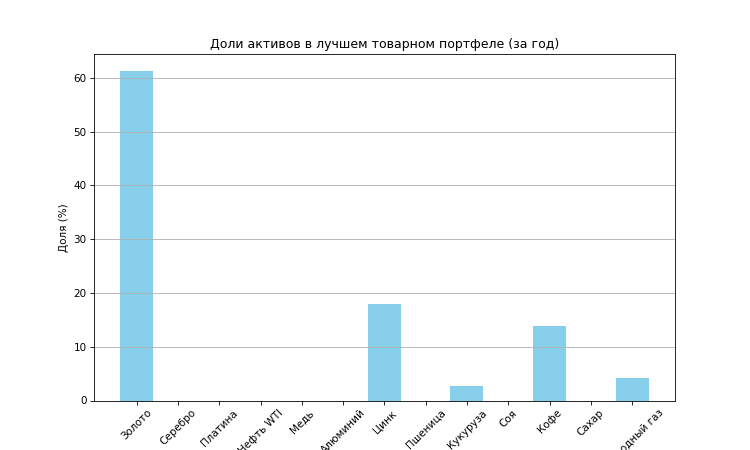 Доли активов в лучшем товарном портфеле (за год)
Доля (%)
60
50
40
30
20
10
0
Золото
Серебро
Платина
Нефть WTI
Медь
Алюминий
Цинк
Пшеница
Кукуруза
Соя
Кофе
Сахар
одный газ